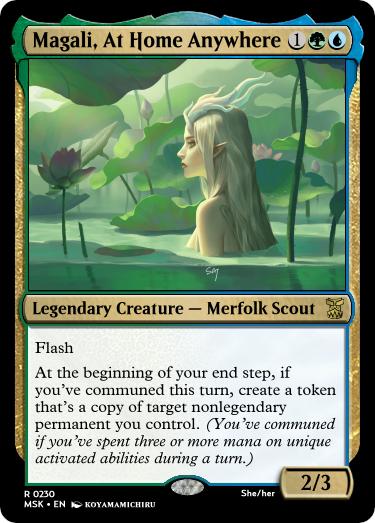 Magali, At Home Anywhere 1
Legendary Creature — Merfolk Scout
Flash
At the beginning of your end step, if
you've communed this turn, create a token
that's a copy of target nonlegendary
permanent you control. (You've communed
if you've spent three or more mana on unique
activated abilities during a turn.)
2/3
R 0230
MSK • EN KOYAMAMICHIRU
She/her